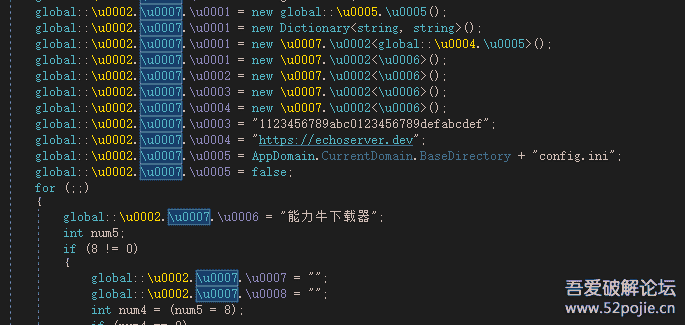 global::\u0002.\u0007.\u0001 = new global::\u0005.\u0005();
global::\u0002.\u0007.\u0001 = new Dictionary<string, string>();
global::\u0002.\u0007.\u0001 = new \u0007.\u0002<global::\u0004.\u0005>();
global::\u0002.\u0007.\u0001 = new \u0007.\u0002<\u0006>();
global::\u0002.\u0007.\u0002 = new \u0007.\u0002<\u0006>();
global::\u0002.\u0007.\u0003 = new \u0007.\u0002<\u0006>();
global::\u0002.\u0007.\u0004 = new \u0007.\u0002<\u0006>();
global::\u0002.\u0007.\u0003 = "1123456789abc0123456789defabcdef";
global::\u0002.\u0007.\u0004 = "https://echoserver.dev";
global::\u0002.\u0007.\u0005 = AppDomain.CurrentDomain.BaseDirectory + "config.ini";
global::\u0002.\u0007.\u0005 = false;
for (;;)
{
global::\u0002.\u0007.\u0006 = "能力牛下载器";
int num5;
if (8 != 0)
{
global::\u0002.\u0007.\u0007 = "";
global::\u0002.\u0007.\u0008 = "";
int num4 = (num5 = 8);
if (num4 == 0)
吾爱破解论坛
www.52pojie.cn